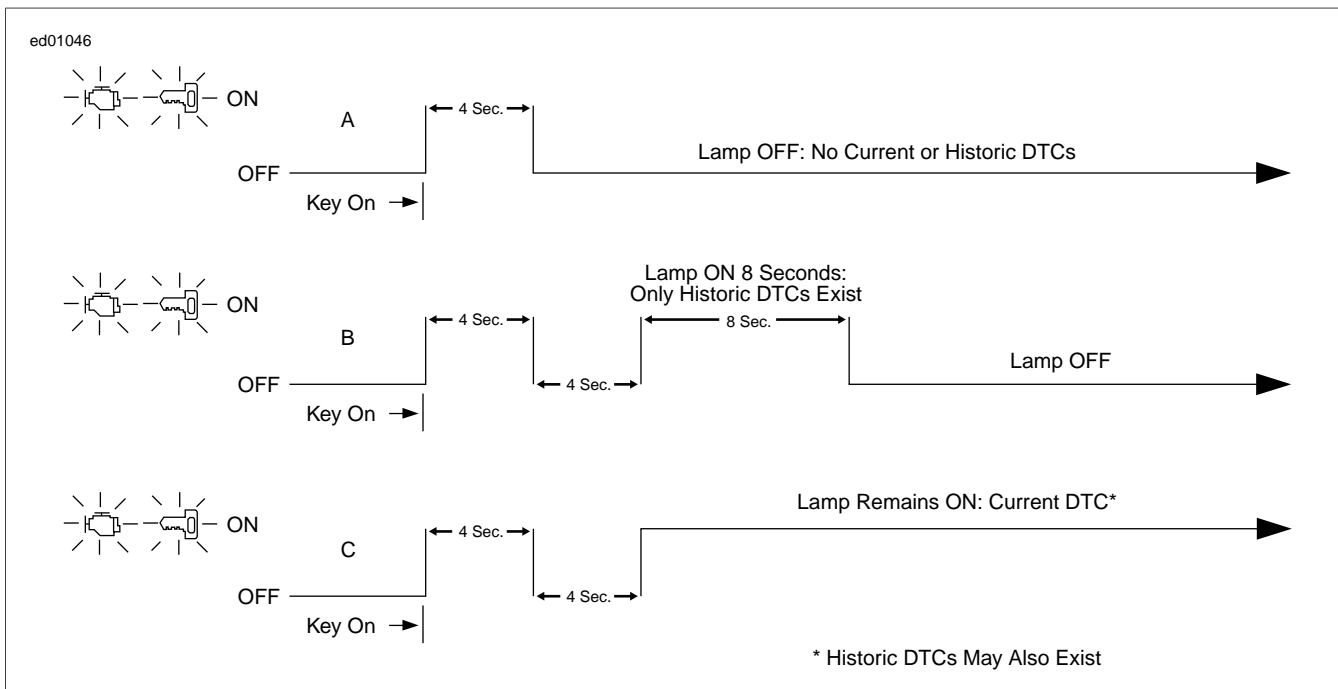 ed01046
ON
A
4 Sec.
Lamp OFF: No Current or Historic DTCs
OFF
Key On
Lamp ON 8 Seconds:
Only Historic DTCs Exist
ON
4 Sec.
8 Sec.
B
Lamp OFF
OFF
4 Sec.
Key On
Lamp Remains ON: Current DTC*
ON
4 Sec.
C
OFF
4 Sec.
Key On
* Historic DTCs May Also Exist